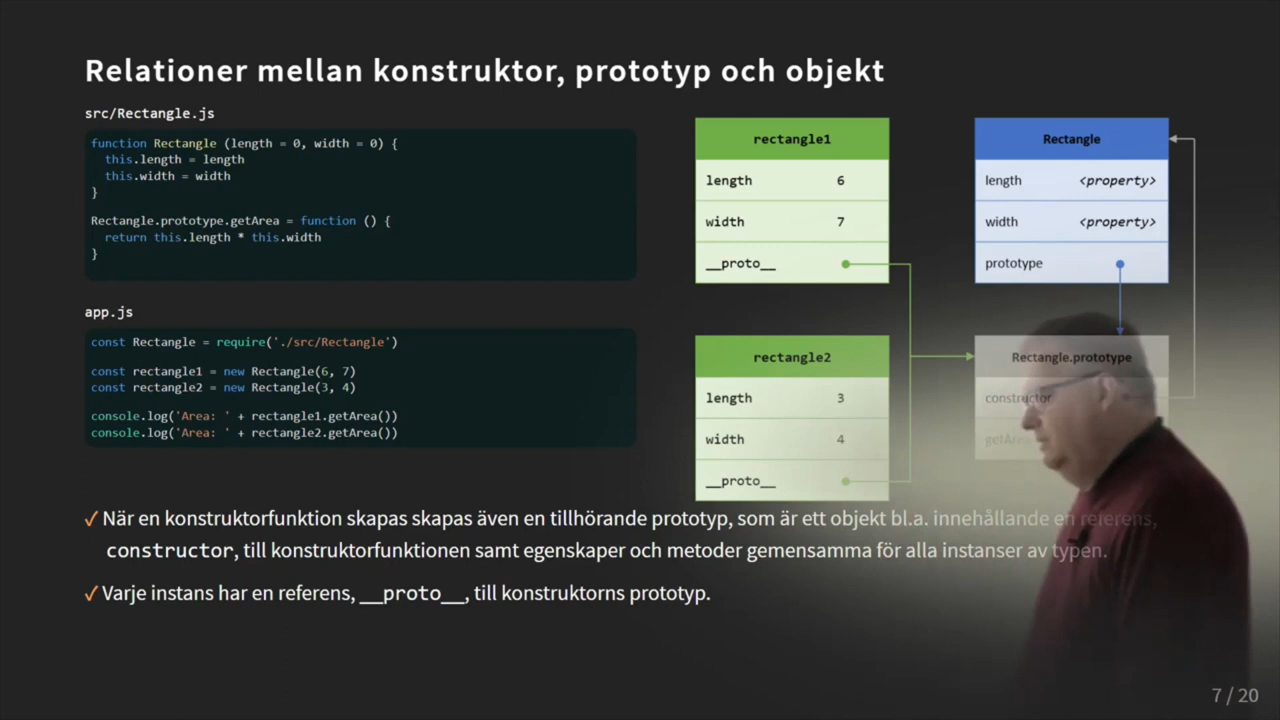 Relationer mellan konstruktor, prototyp och objekt
src/Rectangle.js
function Rectangle (length = 0, width = 0) {
  this.length = length
  this.width = width
}
Rectangle.prototype.getArea = function () {
  return this.length * this.width
}
app.js
const Rectangle = require('./src/Rectangle')
const rectangle1 = new Rectangle(6, 7)
const rectangle2 = new Rectangle(3, 4)
console.log('Area: ' + rectangle1.getArea())
console.log('Area: ' + rectangle2.getArea())
rectangle1
length 6
width 7
__proto__
rectangle2
length 3
width 4
__proto__
Rectangle
length <property>
width <property>
prototype
Rectangle.prototype
constructor
getArea
✓ När en konstruktorfunktion skapas skapas även en tillhörande prototyp, som är ett objekt bl.a. innehållande en referens,
constructor, till konstruktorfunktionen samt egenskaper och metoder gemensamma för alla instanser av typen.
✓ Varje instans har en referens, __proto__, till konstruktorns prototyp.
7 / 20